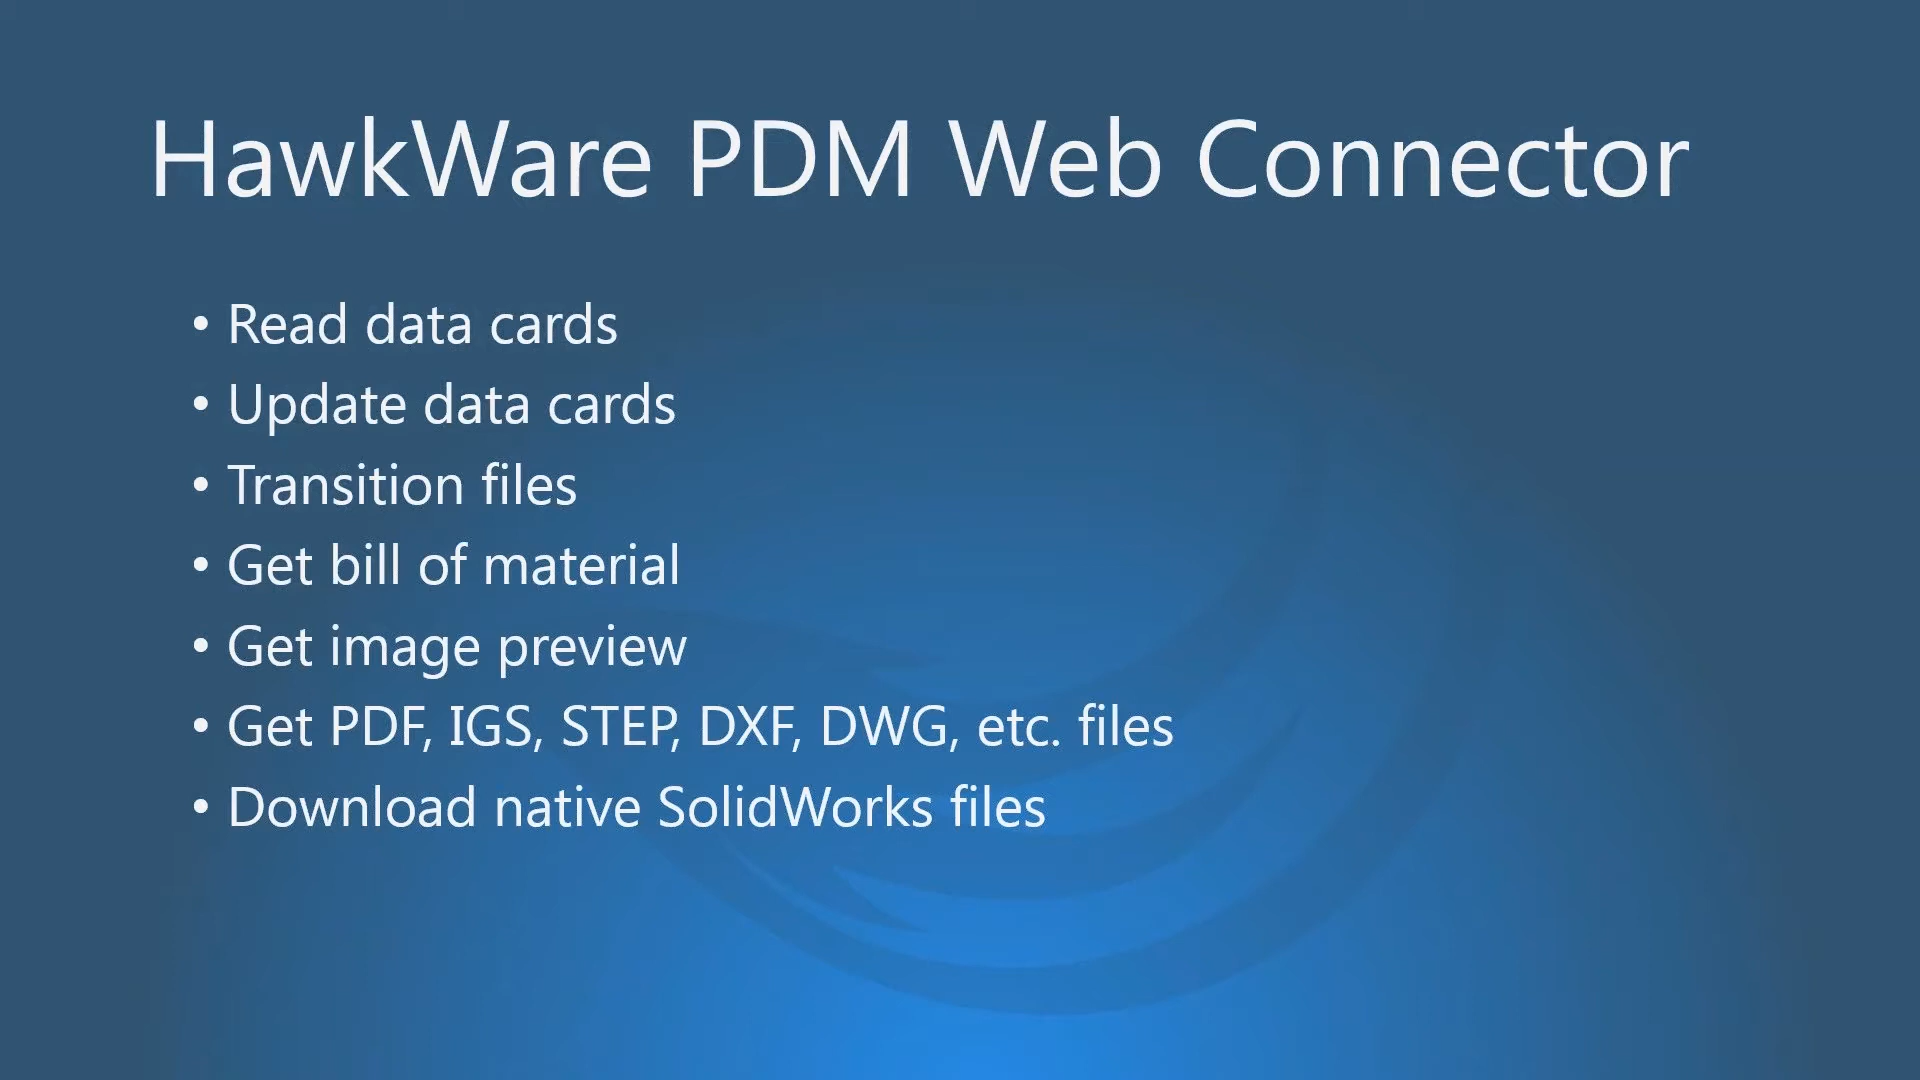 HawkWare PDM Web Connector
• Read data cards
• Update data cards
• Transition files
• Get bill of material
• Get image preview
• Get PDF, IGS, STEP, DXF, DWG, etc. files
• Download native SolidWorks files